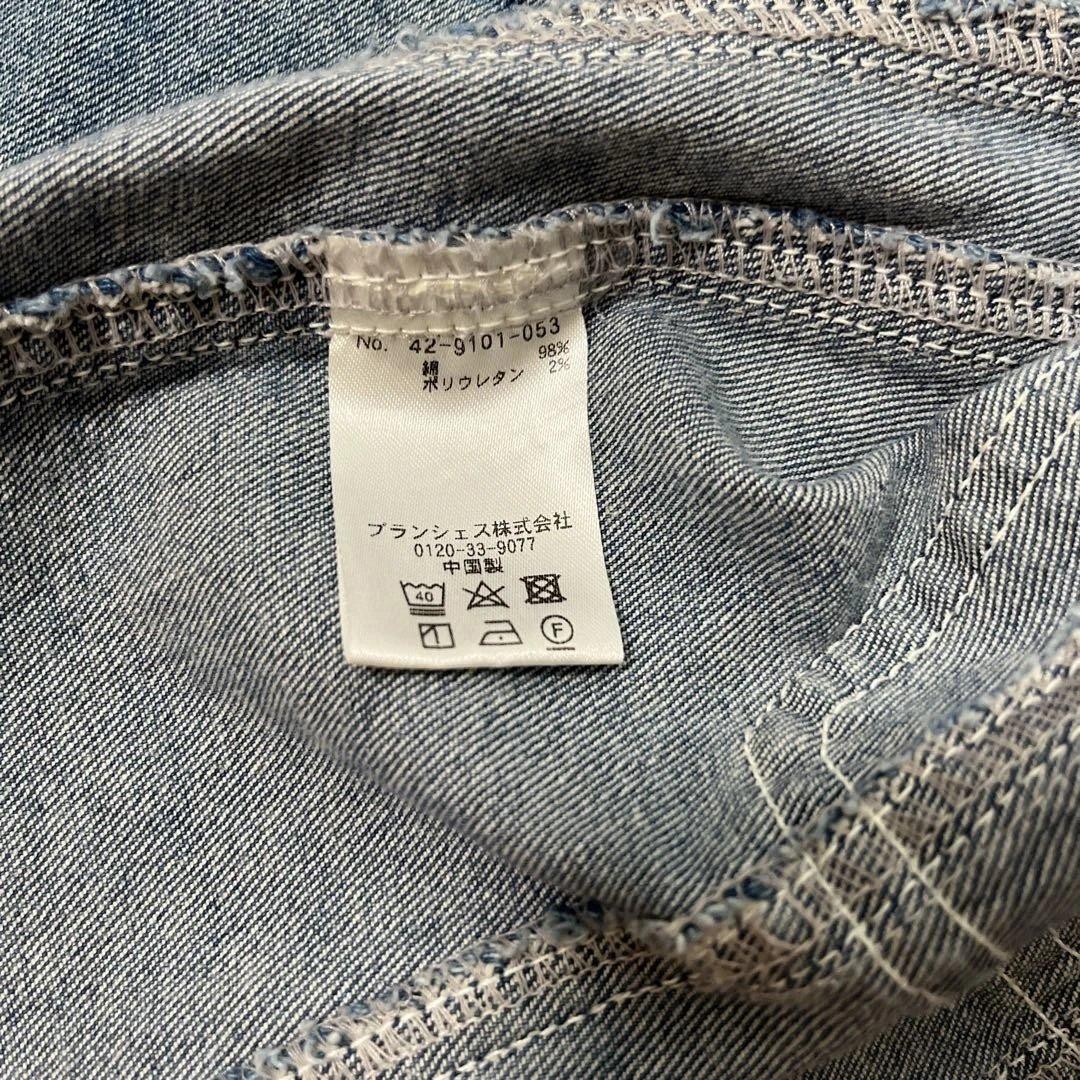 No. 42-9101-053
綿 98%
ポリウレタン 2%
ブランシェス株式会社
0120-33-9077
中国製
40
F